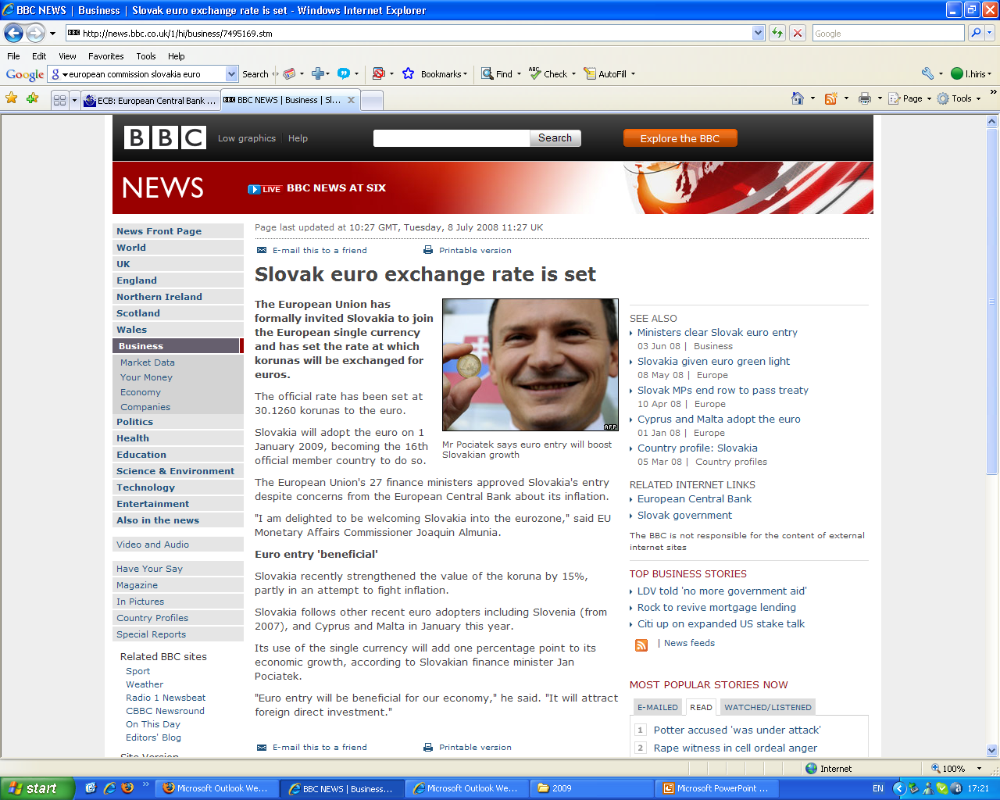 BBC NEWS | Business | Slovak euro exchange rate is set - Windows Internet Explorer
http://news.bbc.co.uk/1/hi/business/7495169.stm
Google
File Edit View Favorites Tools Help
Google european commission slovakia euro Search Bookmarks Find Check AutoFill l.hiris
ECB: European Central Bank ... BBC NEWS | Business | Sl... Page Tools
BBC Low graphics Help Search Explore the BBC
NEWS LIVE BBC NEWS AT SIX
News Front Page
World
UK
England
Northern Ireland
Scotland
Wales
Business
Market Data
Your Money
Economy
Companies
Politics
Health
Education
Science & Environment
Technology
Entertainment
Also in the news
Video and Audio
Have Your Say
Magazine
In Pictures
Country Profiles
Special Reports
Related BBC sites
Sport
Weather
Radio 1 Newsbeat
CBBC Newsround
On This Day
Editors' Blog
Site Version
Page last updated at 10:27 GMT, Tuesday, 8 July 2008 11:27 UK
E-mail this to a friend Printable version
Slovak euro exchange rate is set
The European Union has
formally invited Slovakia to join
the European single currency
and has set the rate at which
korunas will be exchanged for
euros.
The official rate has been set at
30.1260 korunas to the euro.
Slovakia will adopt the euro on 1
January 2009, becoming the 16th
official member country to do so.
AFP
Mr Pociatek says euro entry will boost
Slovakian growth
The European Union's 27 finance ministers approved Slovakia's entry
despite concerns from the European Central Bank about its inflation.
"I am delighted to be welcoming Slovakia into the eurozone," said EU
Monetary Affairs Commissioner Joaquin Almunia.
Euro entry 'beneficial'
Slovakia recently strengthened the value of the koruna by 15%,
partly in an attempt to fight inflation.
Slovakia follows other recent euro adopters including Slovenia (from
2007), and Cyprus and Malta in January this year.
Its use of the single currency will add one percentage point to its
economic growth, according to Slovakian finance minister Jan
Pociatek.
"Euro entry will be beneficial for our economy," he said. "It will attract
foreign direct investment."
E-mail this to a friend Printable version
SEE ALSO
Ministers clear Slovak euro entry
03 Jun 08 | Business
Slovakia given euro green light
08 May 08 | Europe
Slovak MPs end row to pass treaty
10 Apr 08 | Europe
Cyprus and Malta adopt the euro
01 Jan 08 | Europe
Country profile: Slovakia
05 Mar 08 | Country profiles
RELATED INTERNET LINKS
European Central Bank
Slovak government
The BBC is not responsible for the content of external
internet sites
TOP BUSINESS STORIES
LDV told 'no more government aid'
Rock to revive mortgage lending
Citi up on expanded US stake talk
| News feeds
MOST POPULAR STORIES NOW
E-MAILED READ WATCHED/LISTENED
1 Potter accused 'was under attack'
2 Rape witness in cell ordeal anger
Internet 100%
start Microsoft Outlook We... BBC NEWS | Business... Microsoft Outlook We... 2009 Microsoft PowerPoint ... EN 17:21